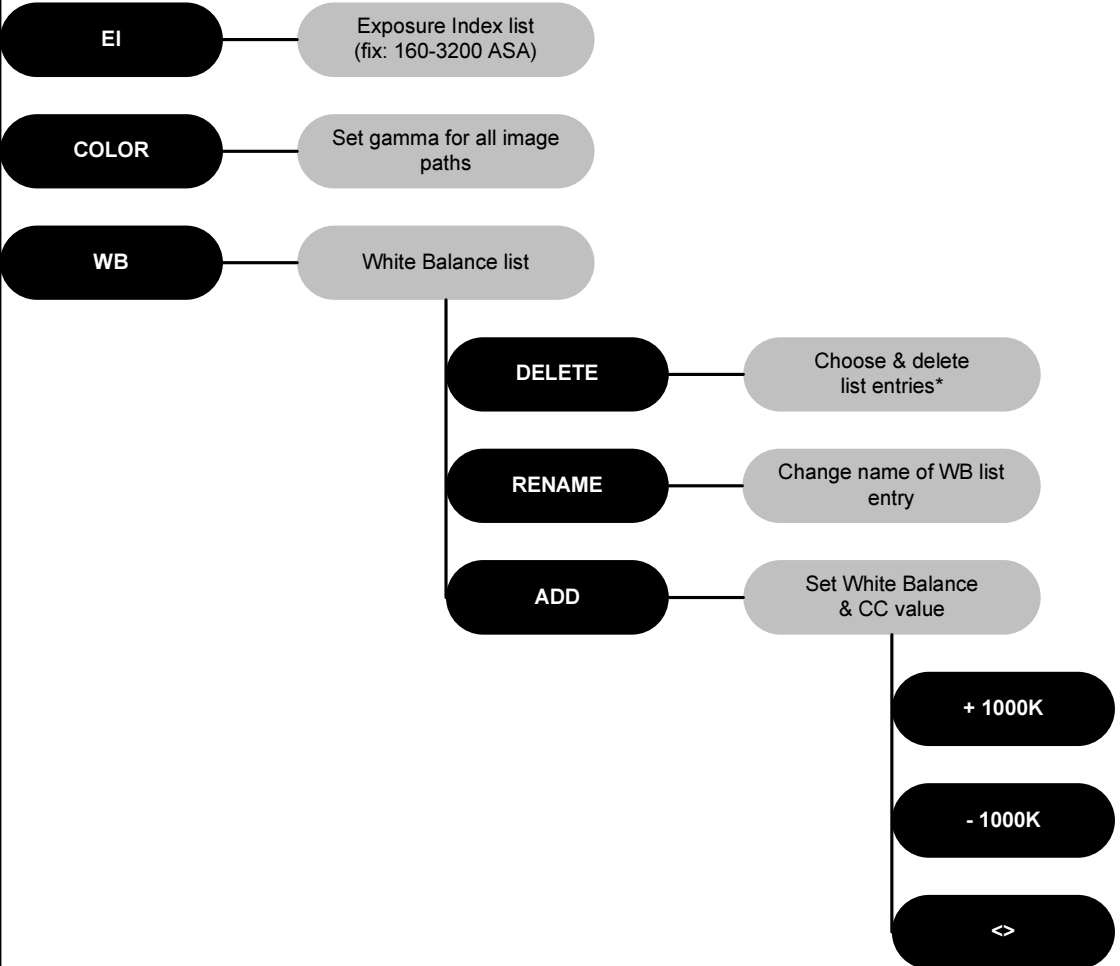 EI
Exposure Index list
(fix: 160-3200 ASA)
COLOR
Set gamma for all image
paths
WB
White Balance list
DELETE
Choose & delete
list entries*
RENAME
Change name of WB list
entry
ADD
Set White Balance
& CC value
+ 1000K
- 1000K
<>